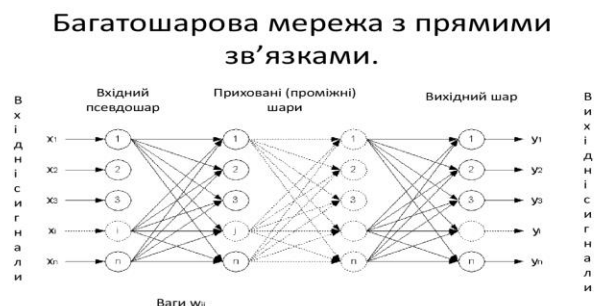 Багатошарова мережа з прямими
зв’язками.
Вхідний
псевдошар
Приховані (проміжні)
шари
Вихідний шар
Вхідні сигнали
Вихідні сигнали
x1 1 1 1 1 y1
x2 2 2 2 2 y2
x3 3 3 3 3 y3
xi i j yi
xn n n n n yn
Ваги wij